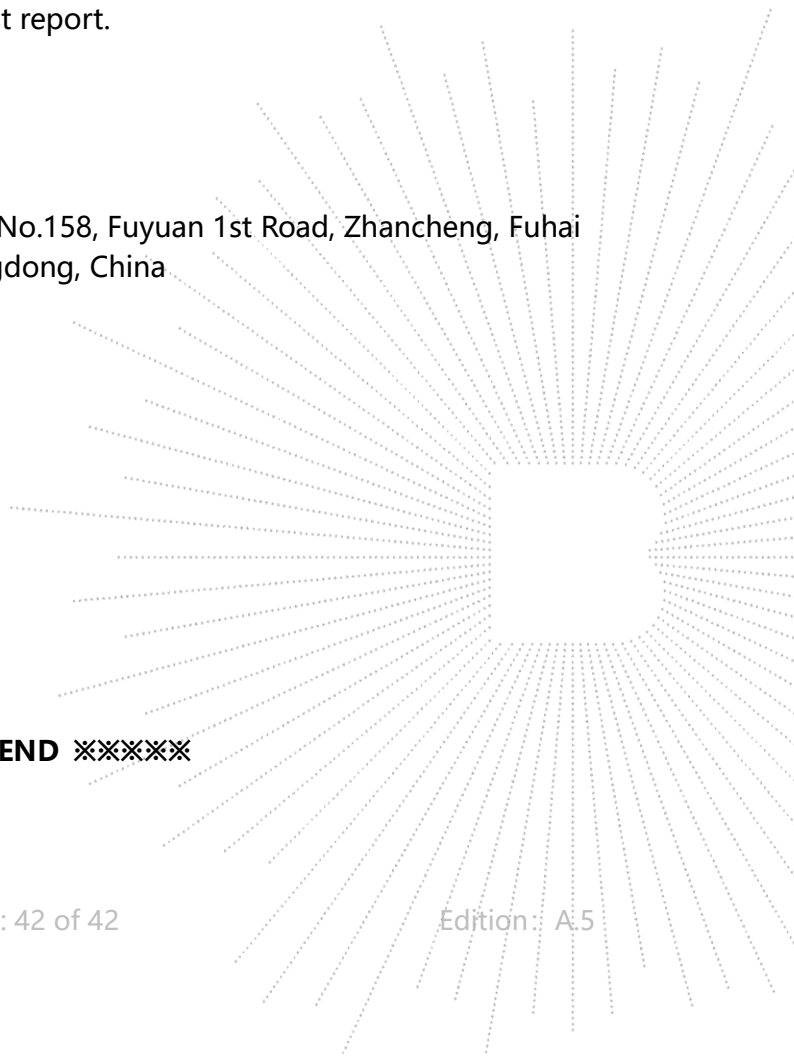 t report.
No.158, Fuyuan 1st Road, Zhancheng, Fuhai
gdong, China
END ※※※※※
: 42 of 42 Edition：A.5